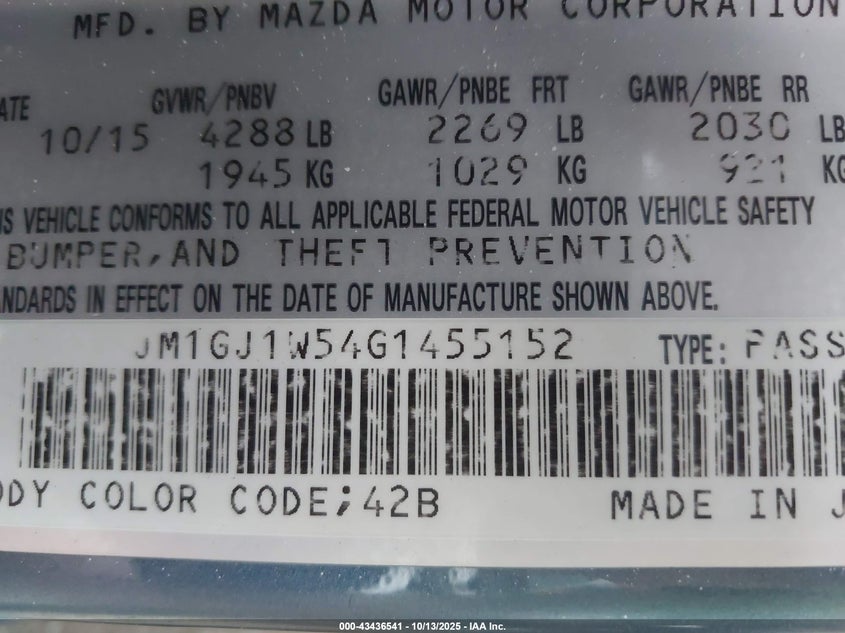 MFD. BY MAZDA MOTOR CORPORATION
ATE GVWR/PNBV GAWR/PNBE FRT GAWR/PNBE RR
10/15 4288 LB 2269 LB 2030 LB
1945 KG 1029 KG 921 KG
IS VEHICLE CONFORMS TO ALL APPLICABLE FEDERAL MOTOR VEHICLE SAFETY
BUMPER, AND THEFT PREVENTION
ANDARDS IN EFFECT ON THE DATE OF MANUFACTURE SHOWN ABOVE.
JM1GJ1W54G1455152 TYPE: PASS
ODY COLOR CODE; 42B MADE IN J
000-43436541 - 10/13/2025 - IAA Inc.